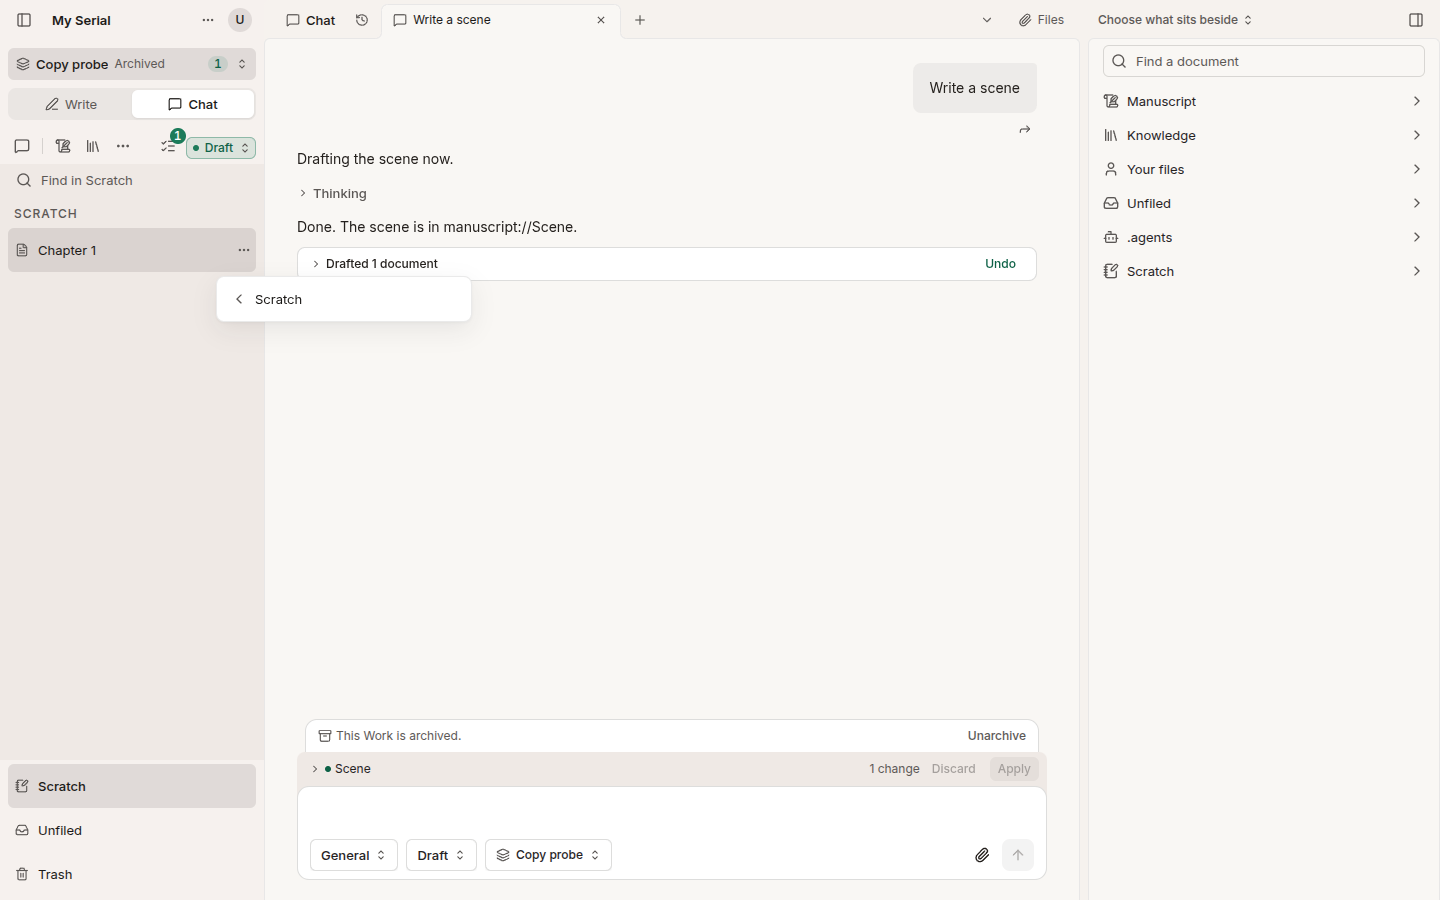 My Serial
U
Chat
Write a scene
Files
Choose what sits beside
Copy probe Archived 1
Write
Chat
1
Draft
Find in Scratch
SCRATCH
Chapter 1
Scratch
Scratch
Unfiled
Trash
Write a scene
Drafting the scene now.
Thinking
Done. The scene is in manuscript://Scene.
Drafted 1 document
Undo
This Work is archived.
Unarchive
Scene
1 change
Discard
Apply
General
Draft
Copy probe
Find a document
Manuscript
Knowledge
Your files
Unfiled
.agents
Scratch